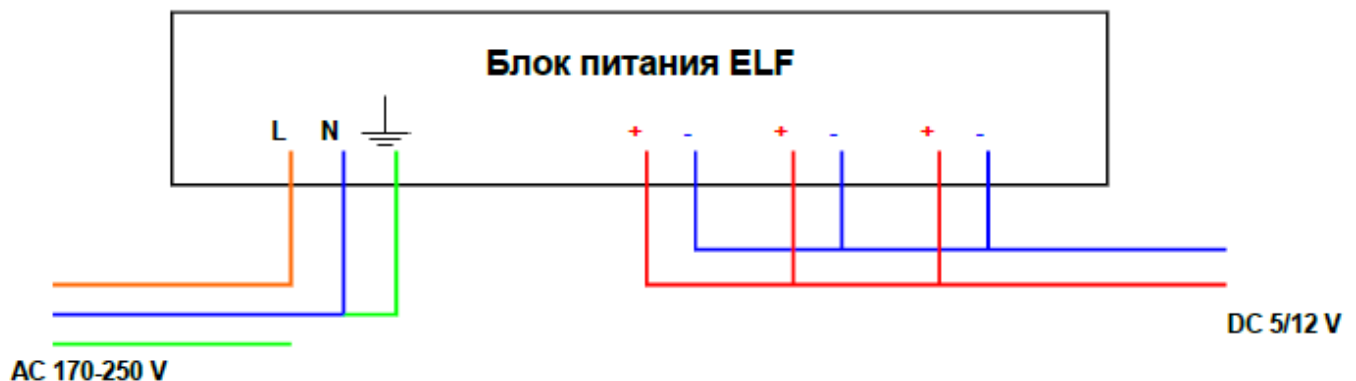 Блок питания ELF
L N + - + - + -
DC 5/12 V
AC 170-250 V